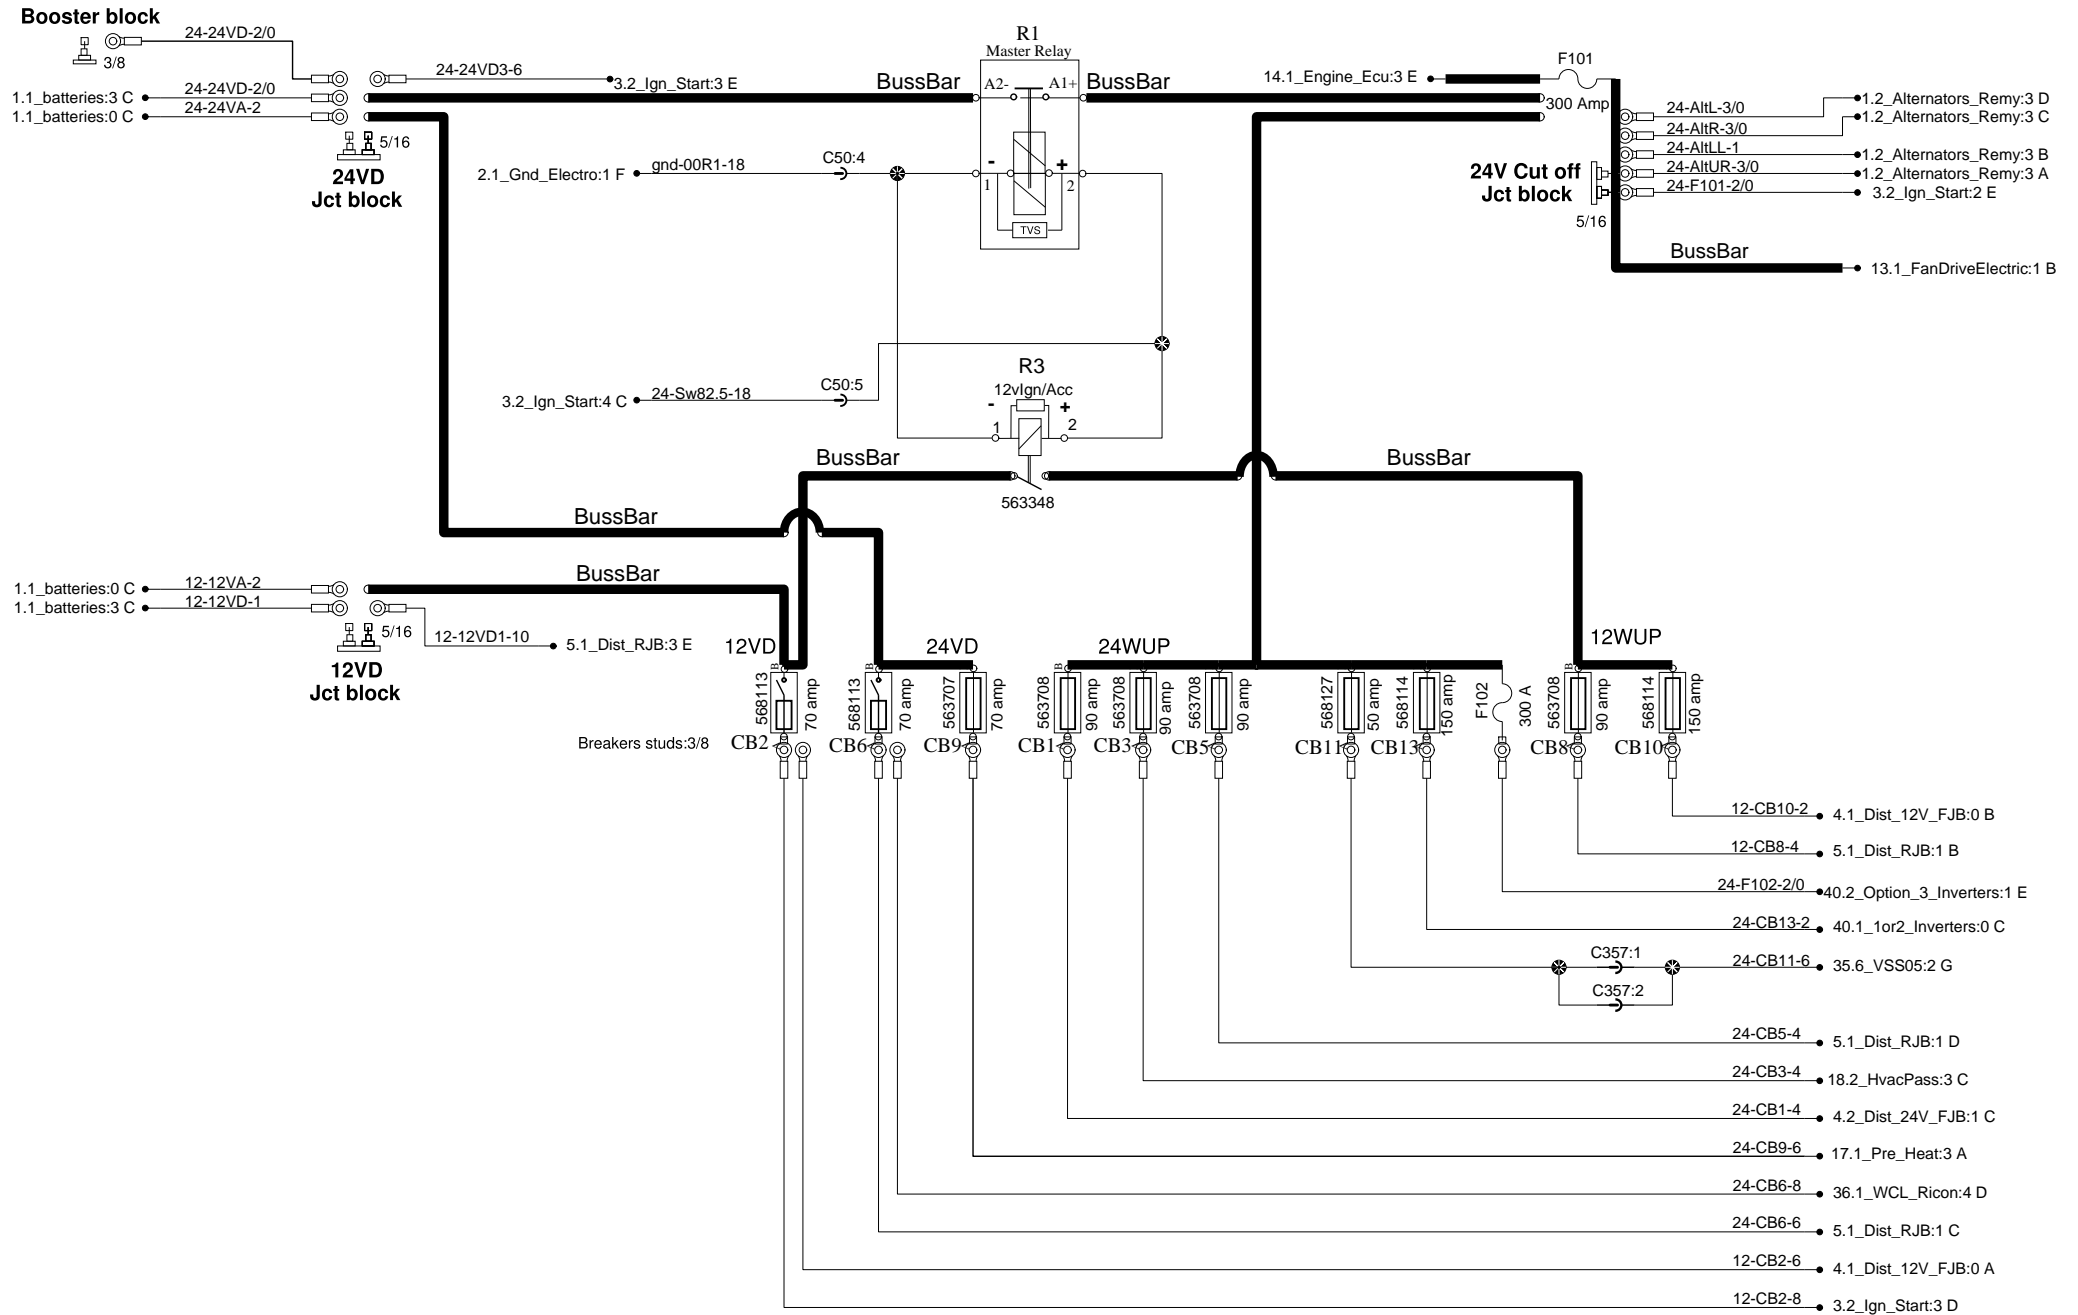 Booster block
24-24VD-2/0
3/8
24-24VD3-6
3.2_Ign_Start:3 E
1.1_batteries:3 C
24-24VD-2/0
1.1_batteries:0 C
24-24VA-2
5/16
24VD
Jct block
BussBar
R1
Master Relay
A2-
A1+
BussBar
-
+
1
2
TVS
2.1_Gnd_Electro:1 F
gnd-00R1-18
C50:4
14.1_Engine_Ecu:3 E
F101
300 Amp
24-AltL-3/0
1.2_Alternators_Remy:3 D
24-AltR-3/0
1.2_Alternators_Remy:3 C
24-AltLL-1
1.2_Alternators_Remy:3 B
24-AltUR-3/0
1.2_Alternators_Remy:3 A
24-F101-2/0
3.2_Ign_Start:2 E
24V Cut off
Jct block
5/16
BussBar
13.1_FanDriveElectric:1 B
3.2_Ign_Start:4 C
24-Sw82.5-18
C50:5
R3
12vIgn/Acc
-
+
1
2
563348
BussBar
BussBar
BussBar
BussBar
1.1_batteries:0 C
12-12VA-2
1.1_batteries:3 C
12-12VD-1
5/16
12-12VD1-10
5.1_Dist_RJB:3 E
12VD
Jct block
12VD
24VD
24WUP
12WUP
B
568113
70 amp
CB2
B
568113
70 amp
CB6
563707
70 amp
CB9
B
563708
90 amp
CB1
563708
90 amp
CB3
563708
90 amp
CB5
568127
50 amp
CB11
568114
150 amp
CB13
F102
300 A
B
563708
90 amp
CB8
568114
150 amp
CB10
Breakers studs:3/8
12-CB10-2
4.1_Dist_12V_FJB:0 B
12-CB8-4
5.1_Dist_RJB:1 B
24-F102-2/0
40.2_Option_3_Inverters:1 E
24-CB13-2
40.1_1or2_Inverters:0 C
C357:1
24-CB11-6
35.6_VSS05:2 G
C357:2
24-CB5-4
5.1_Dist_RJB:1 D
24-CB3-4
18.2_HvacPass:3 C
24-CB1-4
4.2_Dist_24V_FJB:1 C
24-CB9-6
17.1_Pre_Heat:3 A
24-CB6-8
36.1_WCL_Ricon:4 D
24-CB6-6
5.1_Dist_RJB:1 C
12-CB2-6
4.1_Dist_12V_FJB:0 A
12-CB2-8
3.2_Ign_Start:3 D